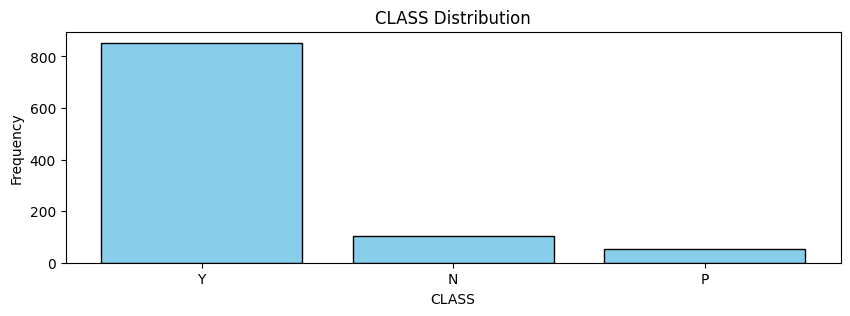 CLASS Distribution
Frequency
800
600
400
200
0
Y N P
CLASS